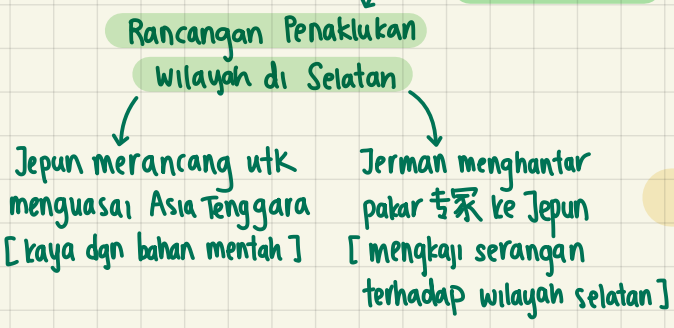 Rancangan Penaklukan
Wilayah di Selatan
Jepun merancang utk
menguasai Asia Tenggara
[kaya dgn bahan mentah]
Jerman menghantar
pakar 专家 ke Jepun
[mengkaji serangan
terhadap wilayah selatan]